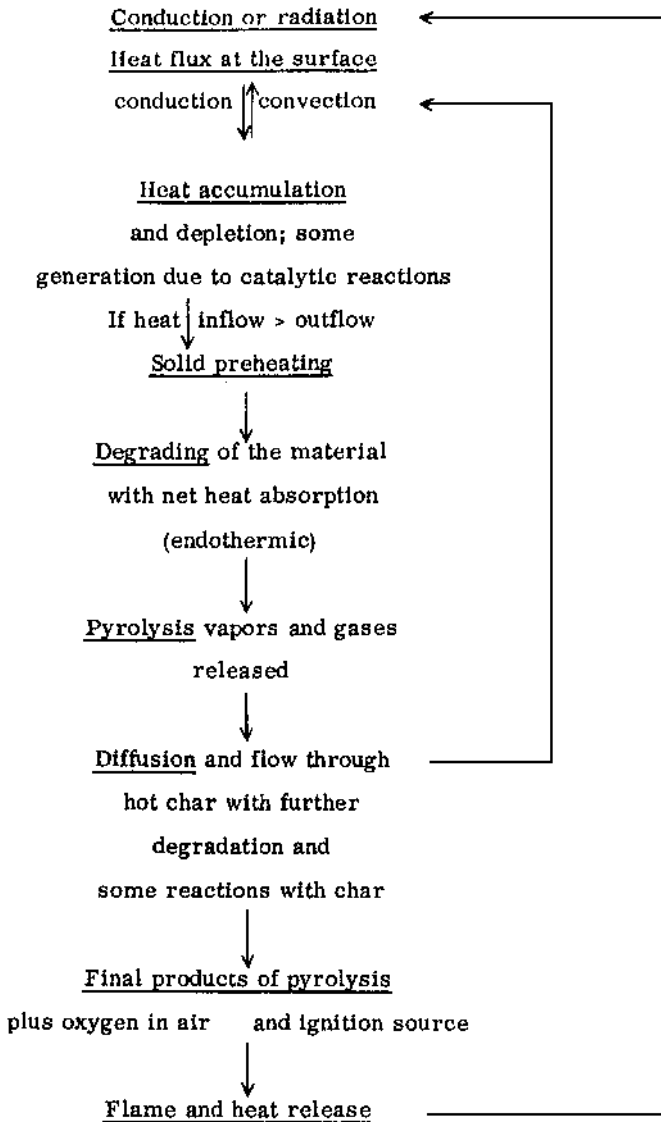 Conduction or radiation
Heat flux at the surface
conduction convection
Heat accumulation
and depletion; some
generation due to catalytic reactions
If heat inflow > outflow
Solid preheating
Degrading of the material
with net heat absorption
(endothermic)
Pyrolysis vapors and gases
released
Diffusion and flow through
hot char with further
degradation and
some reactions with char
Final products of pyrolysis
plus oxygen in air and ignition source
Flame and heat release